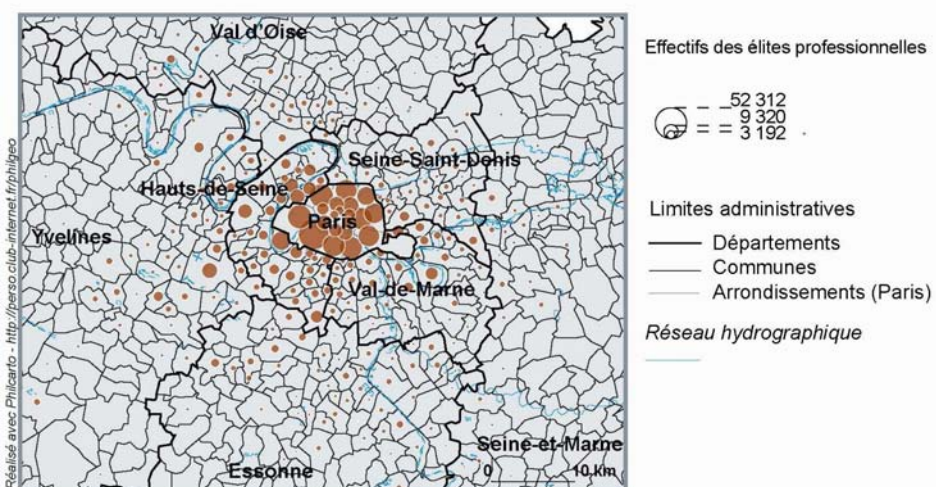 Val d'Oise
Seine-Saint-Denis
Hauts-de-Seine
Paris
Yvelines
Val-de-Marne
Seine-et-Marne
Essonne
0 10 km
Réalisé avec Philcarto - http://perso.club-internet.fr/philgeo
Effectifs des élites professionnelles
52 312
9 320
3 192
Limites administratives
Départements
Communes
Arrondissements (Paris)
Réseau hydrographique